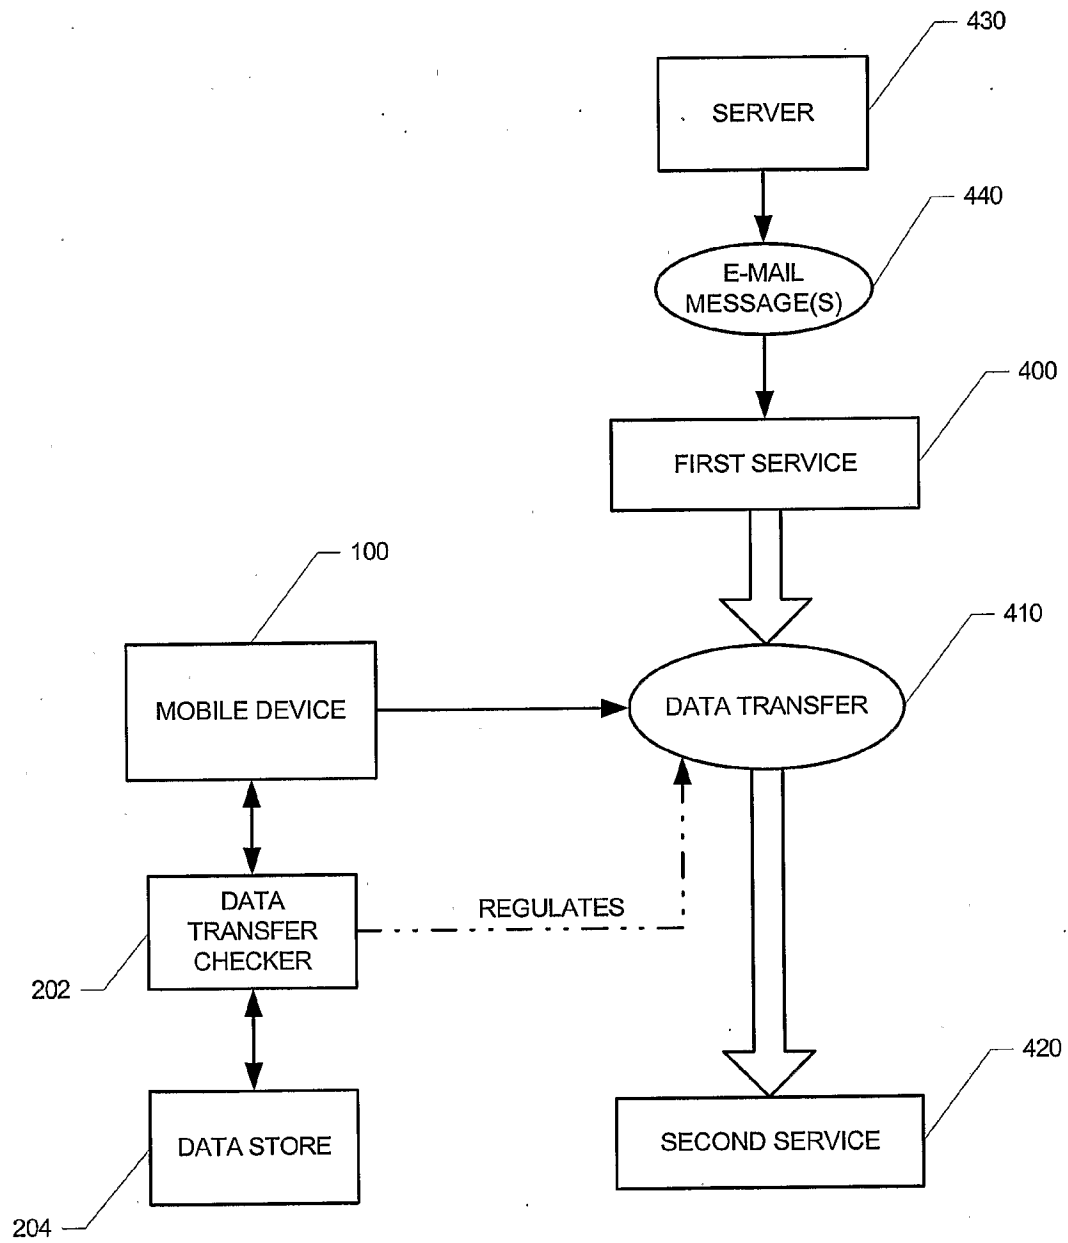 430
SERVER
440
E-MAIL
MESSAGE(S)
400
FIRST SERVICE
100
410
MOBILE DEVICE
DATA TRANSFER
DATA
TRANSFER
CHECKER
REGULATES
202
420
DATA STORE
SECOND SERVICE
204